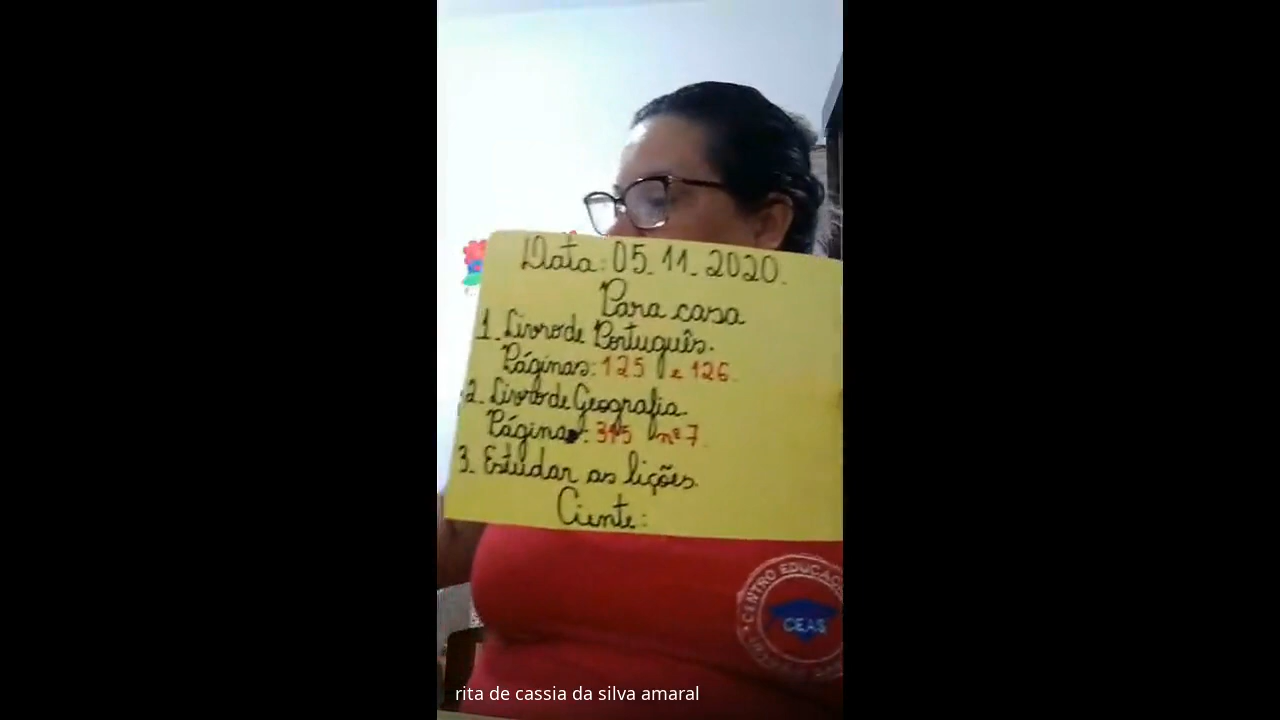 Data: 05.11.2020.
Para casa
1. Livro de Português.
Páginas: 125 e 126.
2. Livro de Geografia.
Página: 315 nº 7.
3. Estudar as lições.
Ciente:
CENTRO EDUCAC
CEAS
rita de cassia da silva amaral